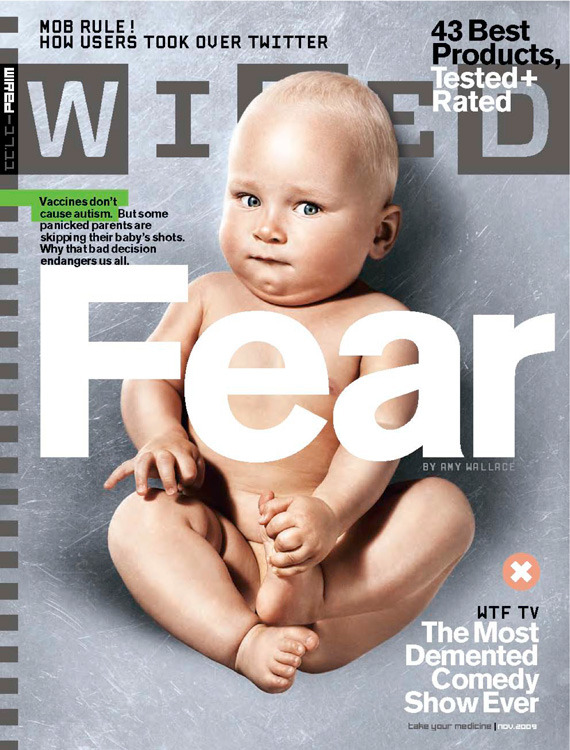 MOB RULE!
HOW USERS TOOK OVER TWITTER
43 Best
Products,
Tested+
Rated
WIRED
WIRED
Vaccines don't
cause autism. But some
panicked parents are
skipping their baby's shots.
Why that bad decision
endangers us all.
Fear
BY AMY WALLACE
WTF TV
The Most
Demented
Comedy
Show Ever
take your medicine | NOV.2009